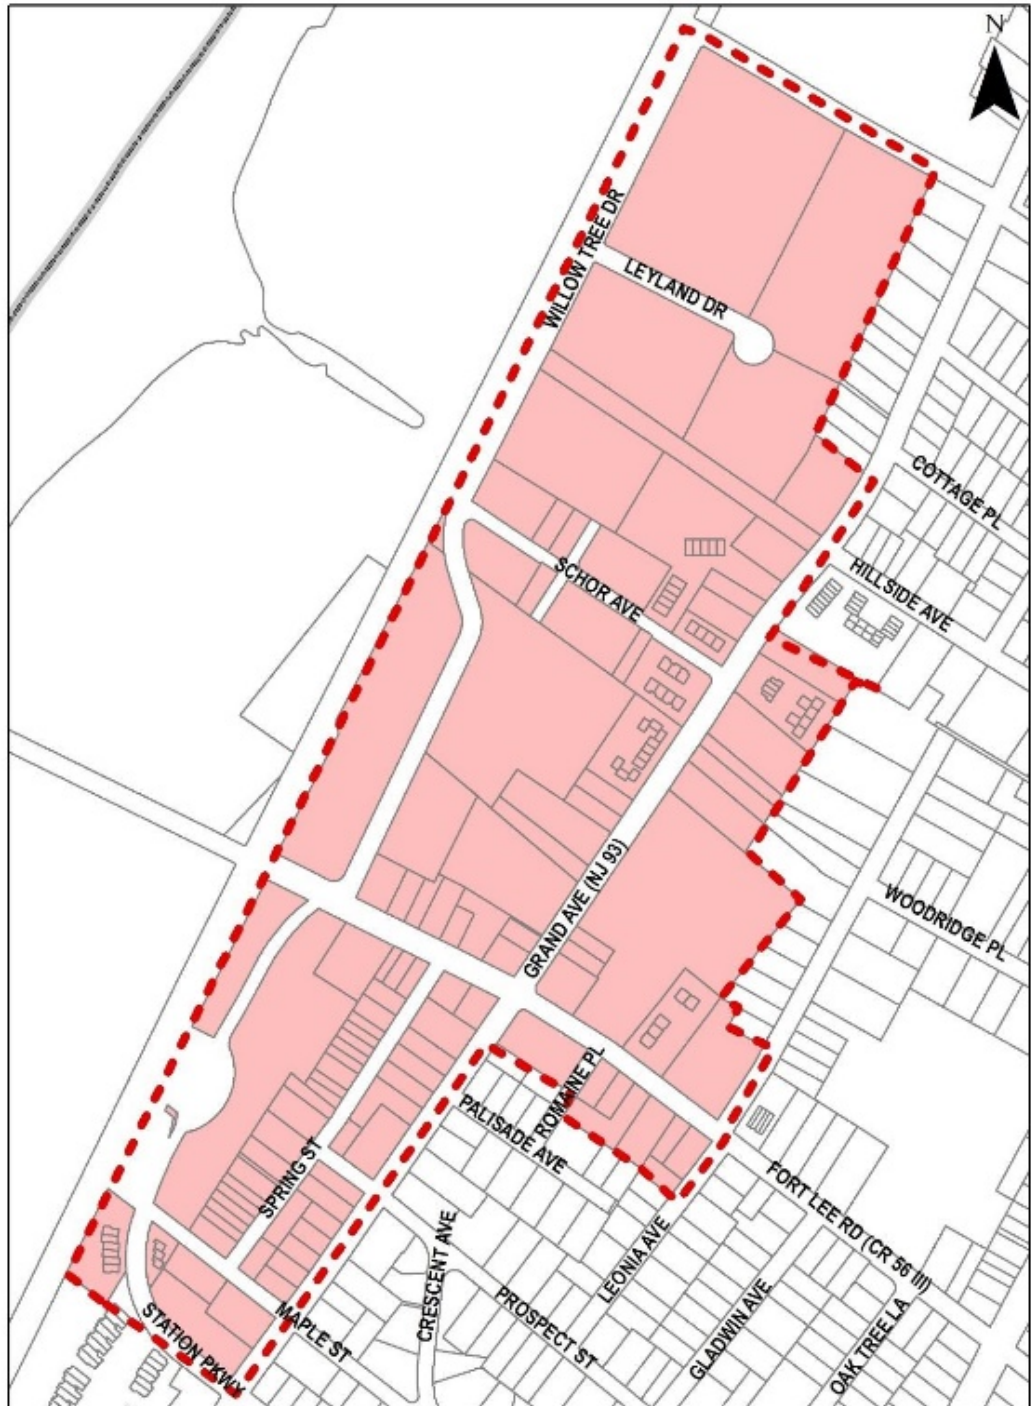 N
WILLOW TREE DR
LEYLAND DR
COTTAGE PL
HILLSIDE AVE
SCHOR AVE
GRAND AVE (NJ 93)
WOODRIDGE PL
ROMAINE PL
PALISADE AVE
SPRING ST
FORT LEE RD (CR 56 III)
LEONIA AVE
CRESCENT AVE
PROSPECT ST
GLADWIN AVE
OAK TREE LA
MAPLE ST
STATION PKWY